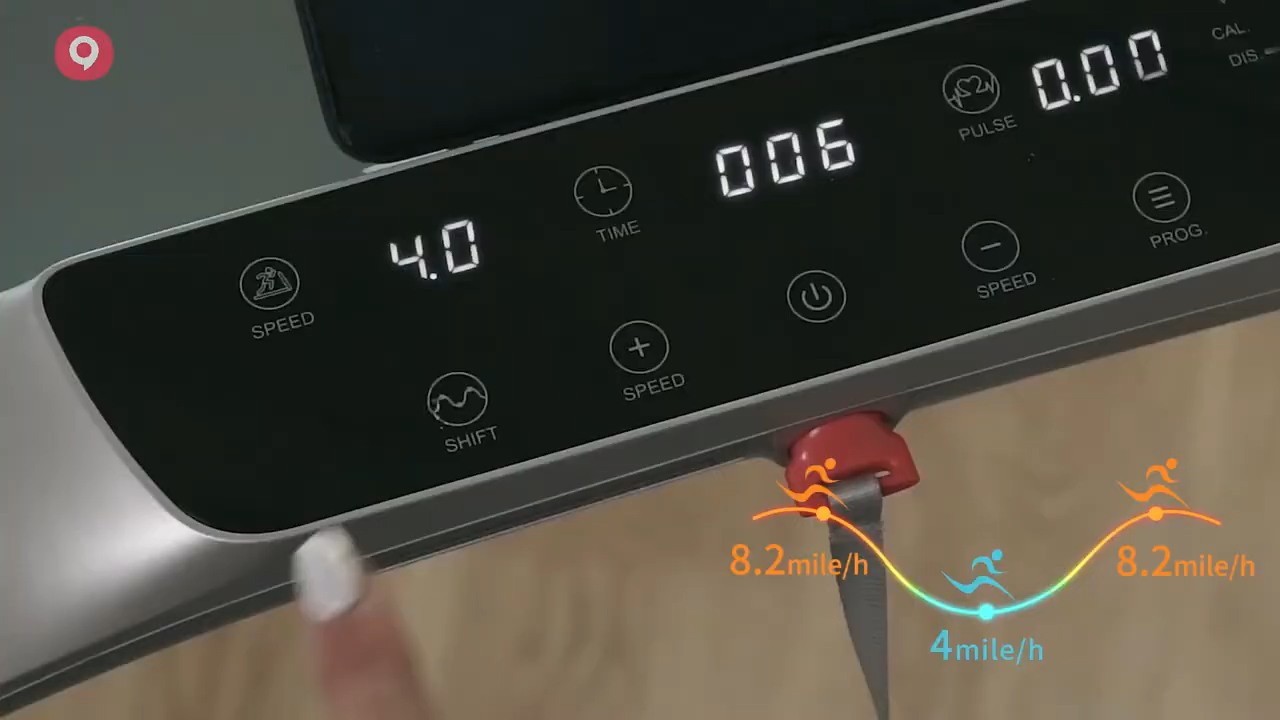 CAL.
DIS.
0.00
PULSE
006
TIME
4.0
SPEED
PROG.
SPEED
SPEED
SHIFT
8.2mile/h
8.2mile/h
4mile/h